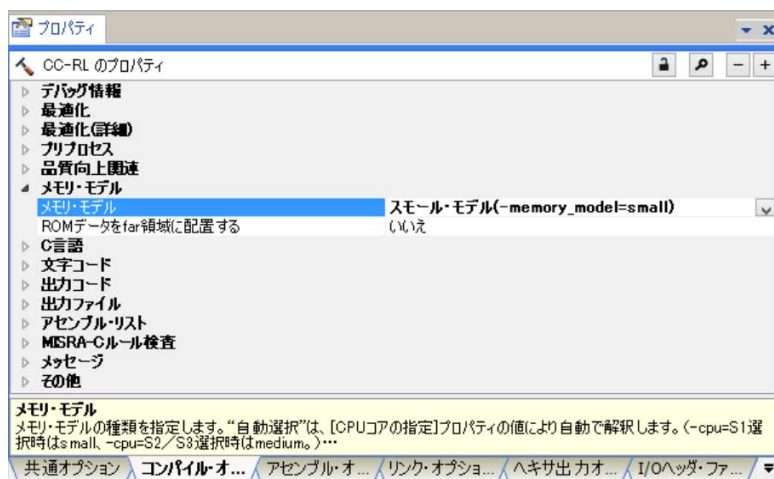 プロパティ
CC-RL のプロパティ
デバッグ情報
最適化
最適化(詳細)
プリプロセス
品質向上関連
メモリ・モデル
メモリ・モデル スモール・モデル(-memory_model=small)
ROMデータをfar領域に配置する いいえ
C言語
文字コード
出力コード
出力ファイル
アセンブル・リスト
MISRA-Cルール検査
メッセージ
その他
メモリ・モデル
メモリ・モデルの種類を指定します。“自動選択”は、[CPUコアの指定]プロパティの値により自動で解釈します。(-cpu=S1選
択時はsmall、-cpu=S2/S3選択時はmedium。)…
共通オプション コンパイル・オ... アセンブル・オ... リンク・オプショ... ヘキサ出力オ... I/Oヘッダ・ファ...